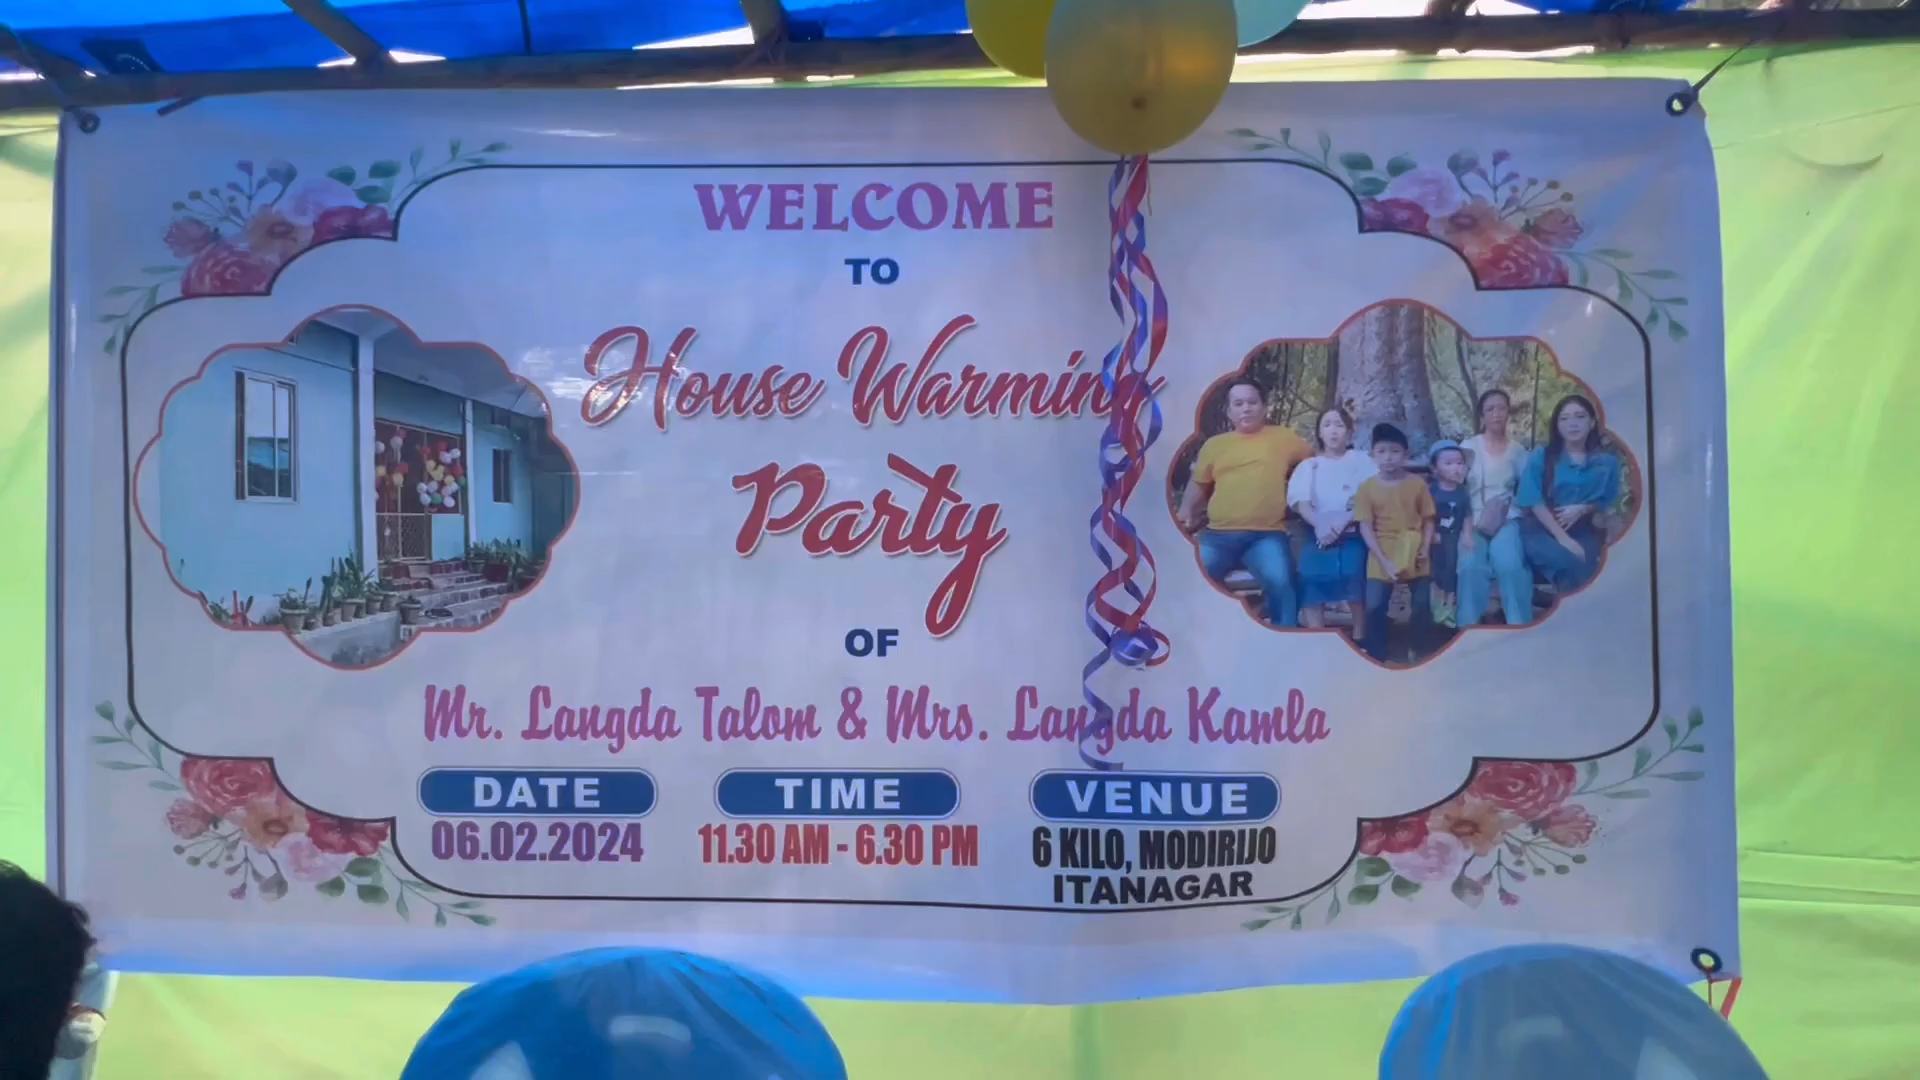 WELCOME
TO
House Warming
Party
OF
Mr. Langda Talom & Mrs. Langda Kamla
DATE
06.02.2024
TIME
11.30 AM - 6.30 PM
VENUE
6 KILO, MODIRIJO
ITANAGAR